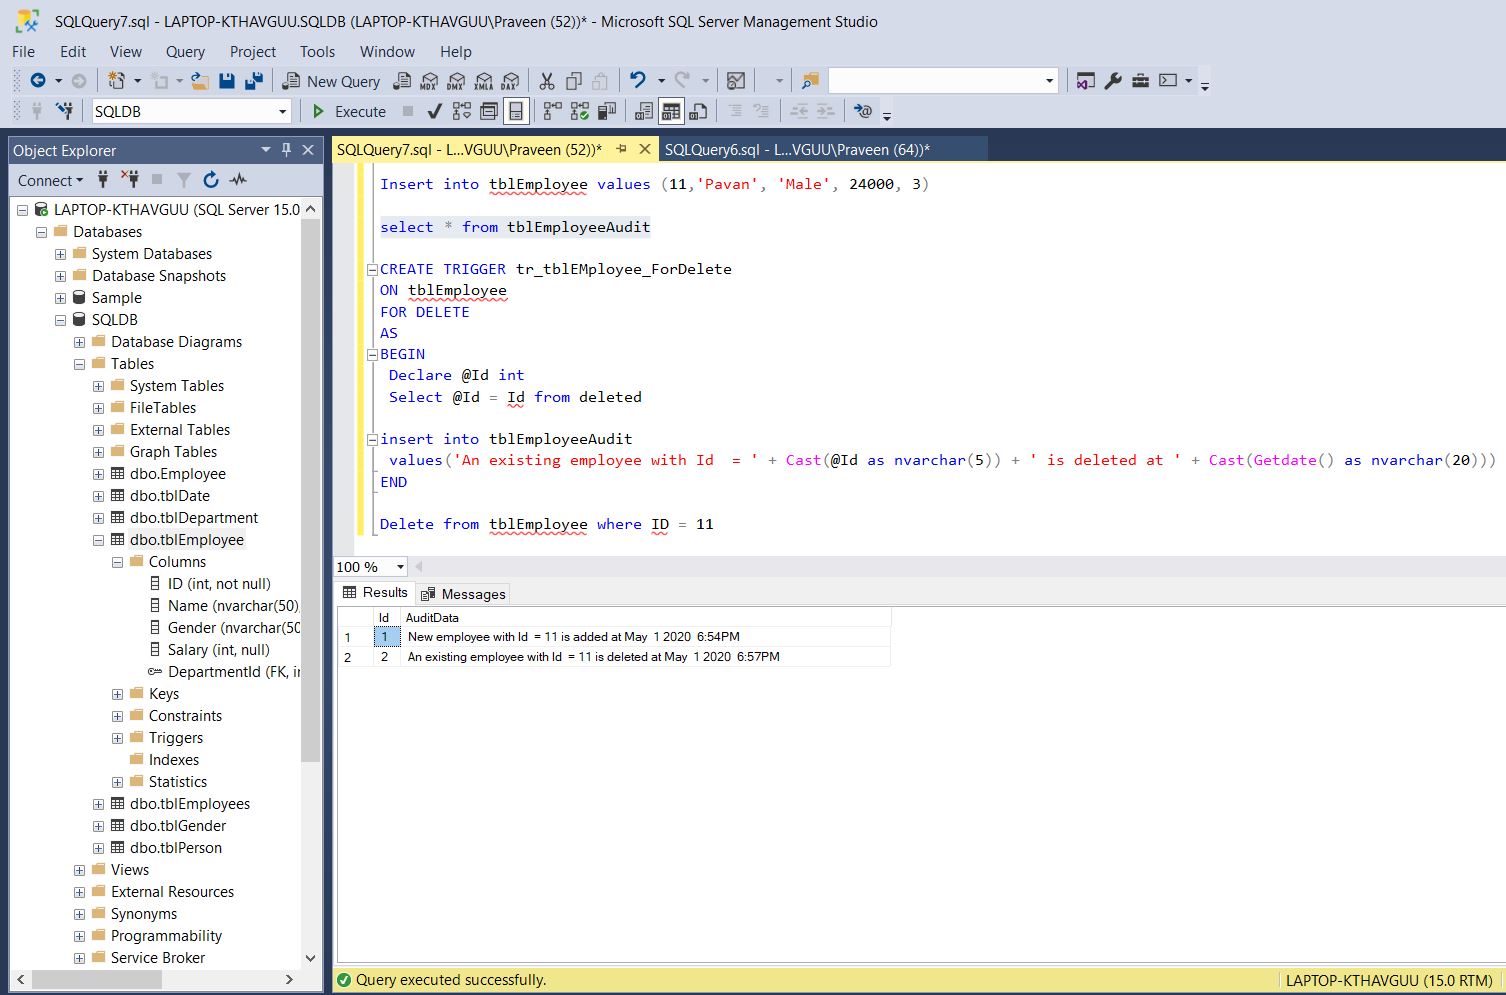 SQLQuery7.sql - LAPTOP-KTHAVGUU.SQLDB (LAPTOP-KTHAVGUU\Praveen (52))* - Microsoft SQL Server Management Studio
File Edit View Query Project Tools Window Help
New Query MDX DMX XMLA DAX
SQLDB Execute
Object Explorer
Connect
LAPTOP-KTHAVGUU (SQL Server 15.0
Databases
System Databases
Database Snapshots
Sample
SQLDB
Database Diagrams
Tables
System Tables
FileTables
External Tables
Graph Tables
dbo.Employee
dbo.tblDate
dbo.tblDepartment
dbo.tblEmployee
Columns
ID (int, not null)
Name (nvarchar(50),
Gender (nvarchar(50
Salary (int, null)
DepartmentId (FK, in
Keys
Constraints
Triggers
Indexes
Statistics
dbo.tblEmployees
dbo.tblGender
dbo.tblPerson
Views
External Resources
Synonyms
Programmability
Service Broker
SQLQuery7.sql - L...VGUU\Praveen (52))* SQLQuery6.sql - L...VGUU\Praveen (64))*
Insert into tblEmployee values (11,'Pavan', 'Male', 24000, 3)
select * from tblEmployeeAudit
CREATE TRIGGER tr_tblEMployee_ForDelete
ON tblEmployee
FOR DELETE
AS
BEGIN
Declare @Id int
Select @Id = Id from deleted
insert into tblEmployeeAudit
values('An existing employee with Id  = ' + Cast(@Id as nvarchar(5)) + ' is deleted at ' + Cast(Getdate() as nvarchar(20)))
END
Delete from tblEmployee where ID = 11
100 %
Results Messages
Id AuditData
1 1 New employee with Id  = 11 is added at May  1 2020  6:54PM
2 2 An existing employee with Id  = 11 is deleted at May  1 2020  6:57PM
Query executed successfully. LAPTOP-KTHAVGUU (15.0 RTM)